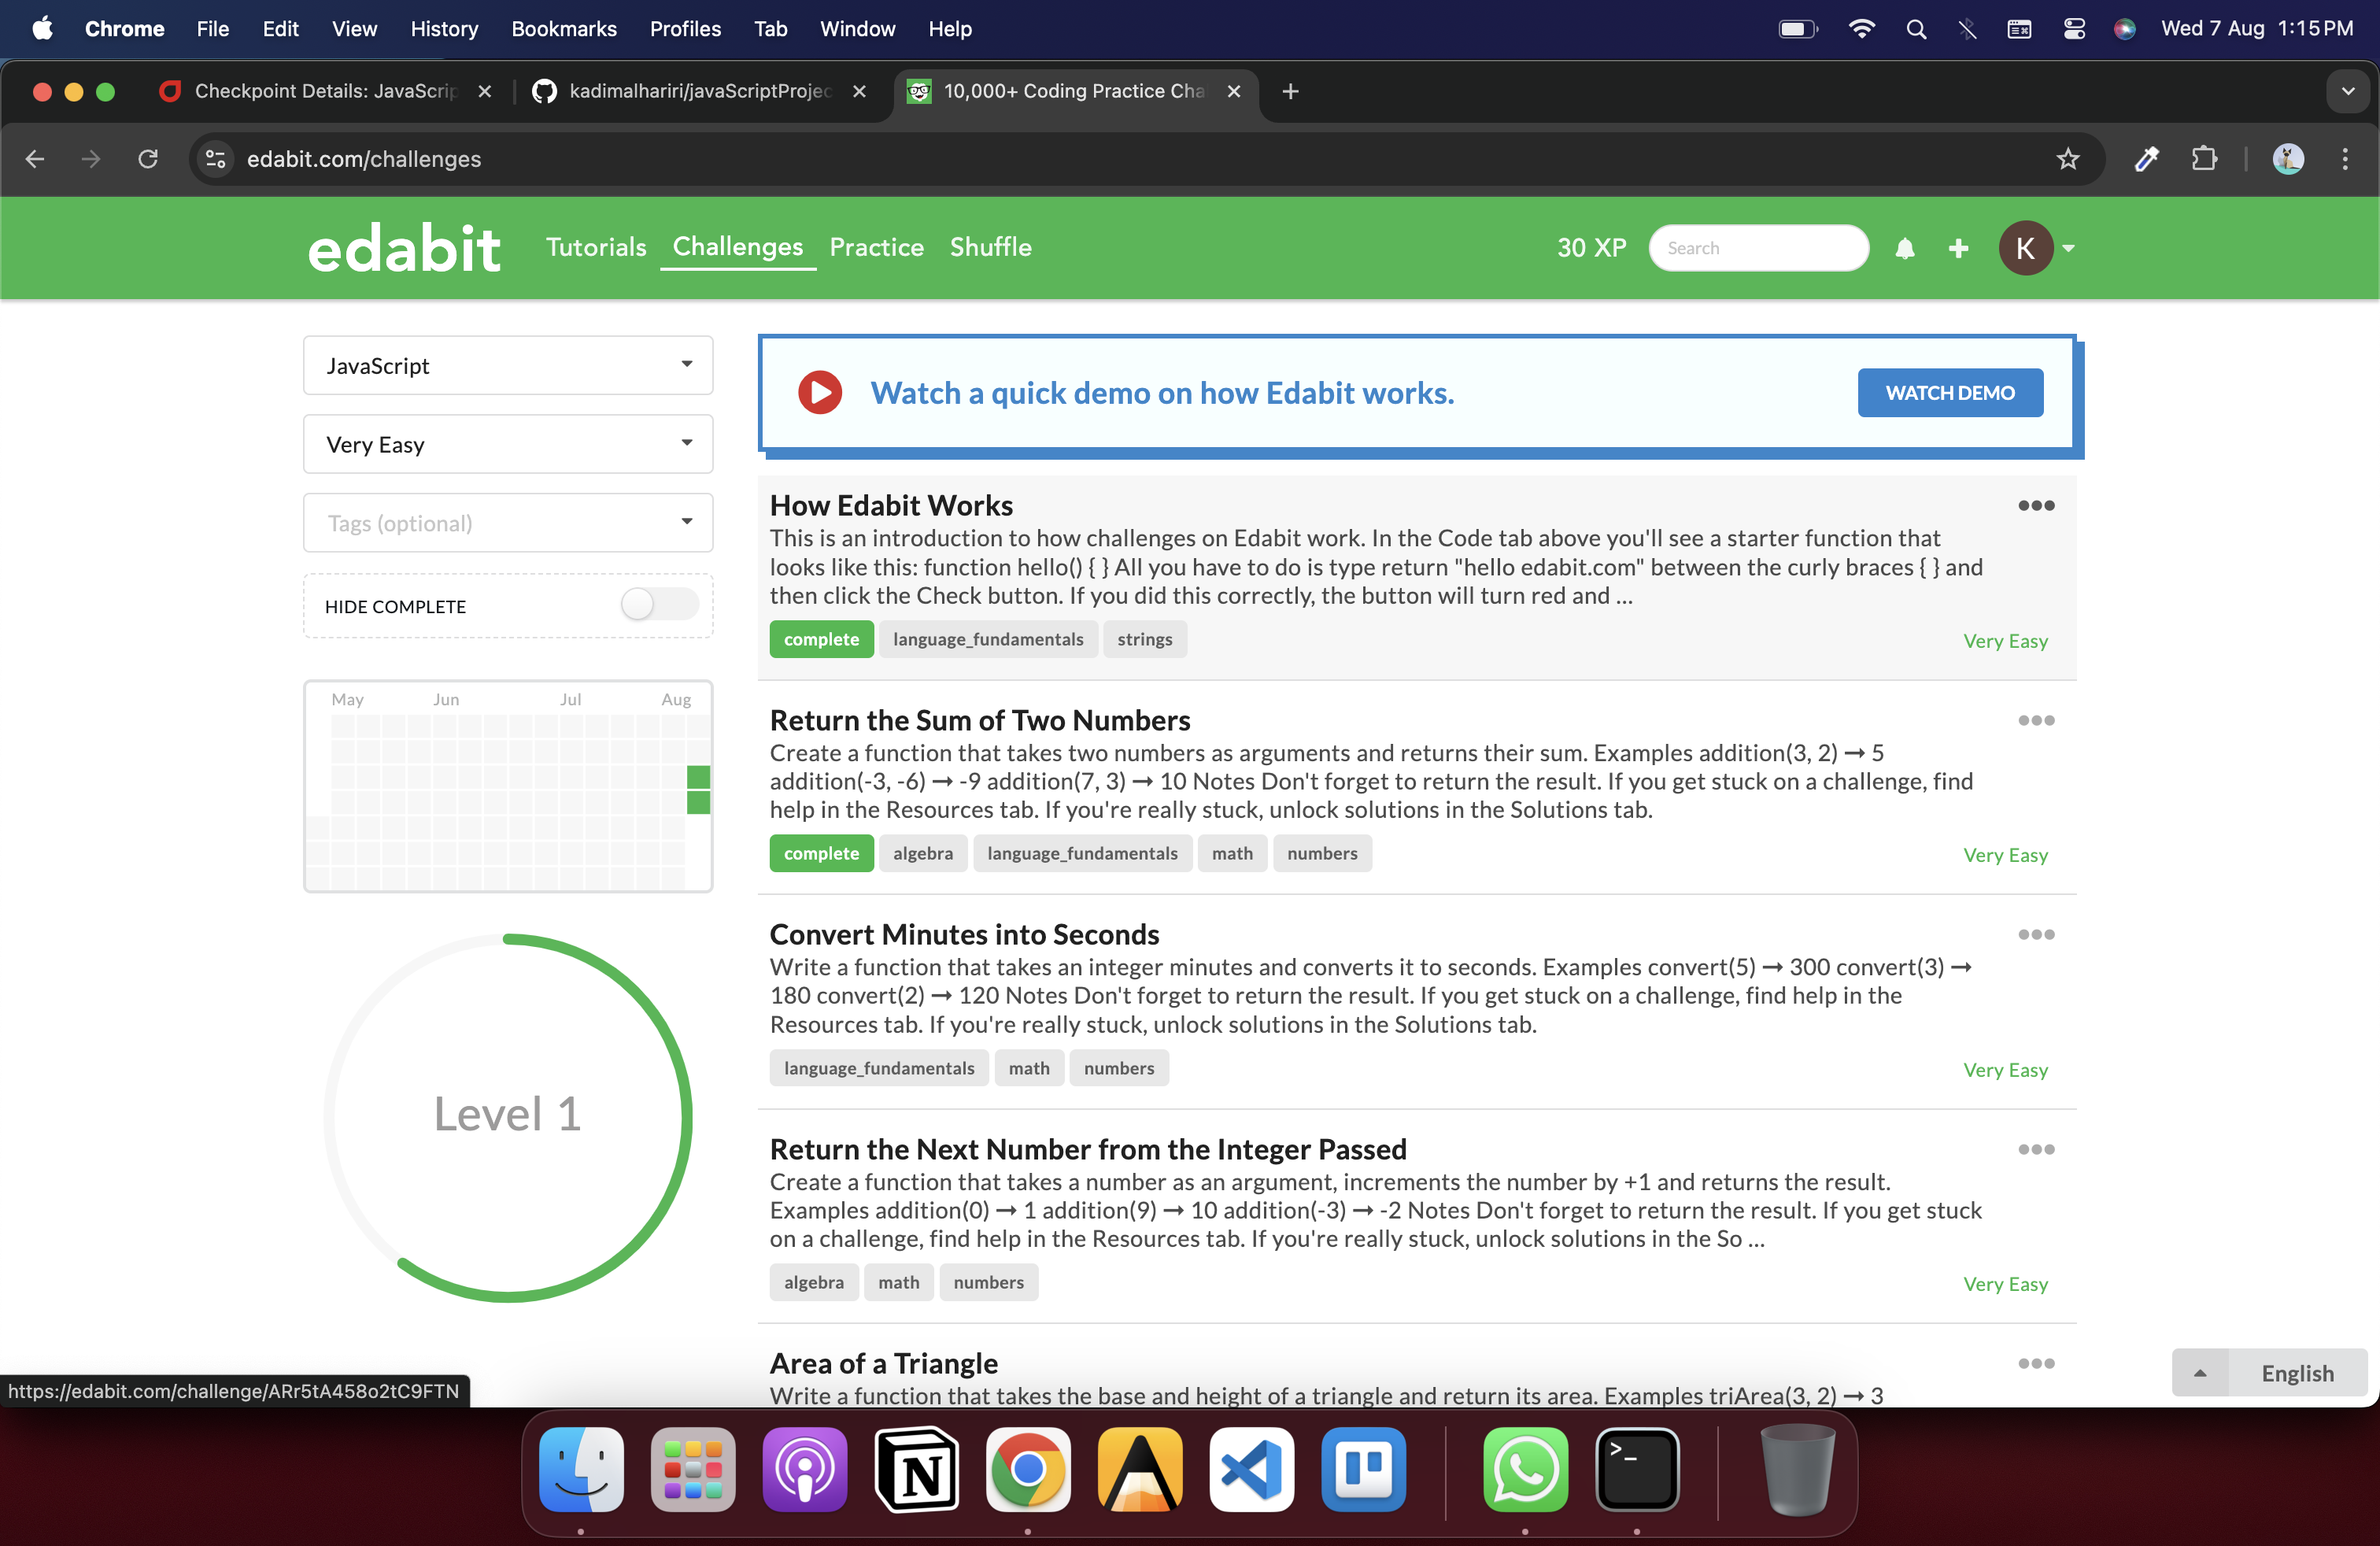 Chrome File Edit View History Bookmarks Profiles Tab Window Help Wed 7 Aug 1:15 PM
Checkpoint Details: JavaScrip kadimalhariri/javaScriptProjec 10,000+ Coding Practice Cha
edabit.com/challenges
edabit Tutorials Challenges Practice Shuffle 30 XP Search K
JavaScript
Very Easy
Tags (optional)
HIDE COMPLETE
May Jun Jul Aug
Level 1
Watch a quick demo on how Edabit works. WATCH DEMO
How Edabit Works
This is an introduction to how challenges on Edabit work. In the Code tab above you'll see a starter function that
looks like this: function hello() { } All you have to do is type return "hello edabit.com" between the curly braces { } and
then click the Check button. If you did this correctly, the button will turn red and ...
complete language_fundamentals strings Very Easy
Return the Sum of Two Numbers
Create a function that takes two numbers as arguments and returns their sum. Examples addition(3, 2) ➞ 5
addition(-3, -6) ➞ -9 addition(7, 3) ➞ 10 Notes Don't forget to return the result. If you get stuck on a challenge, find
help in the Resources tab. If you're really stuck, unlock solutions in the Solutions tab.
complete algebra language_fundamentals math numbers Very Easy
Convert Minutes into Seconds
Write a function that takes an integer minutes and converts it to seconds. Examples convert(5) ➞ 300 convert(3) ➞
180 convert(2) ➞ 120 Notes Don't forget to return the result. If you get stuck on a challenge, find help in the
Resources tab. If you're really stuck, unlock solutions in the Solutions tab.
language_fundamentals math numbers Very Easy
Return the Next Number from the Integer Passed
Create a function that takes a number as an argument, increments the number by +1 and returns the result.
Examples addition(0) ➞ 1 addition(9) ➞ 10 addition(-3) ➞ -2 Notes Don't forget to return the result. If you get stuck
on a challenge, find help in the Resources tab. If you're really stuck, unlock solutions in the So ...
algebra math numbers Very Easy
Area of a Triangle
Write a function that takes the base and height of a triangle and return its area. Examples triArea(3, 2) ➞ 3
English
https://edabit.com/challenge/ARr5tA458o2tC9FTN